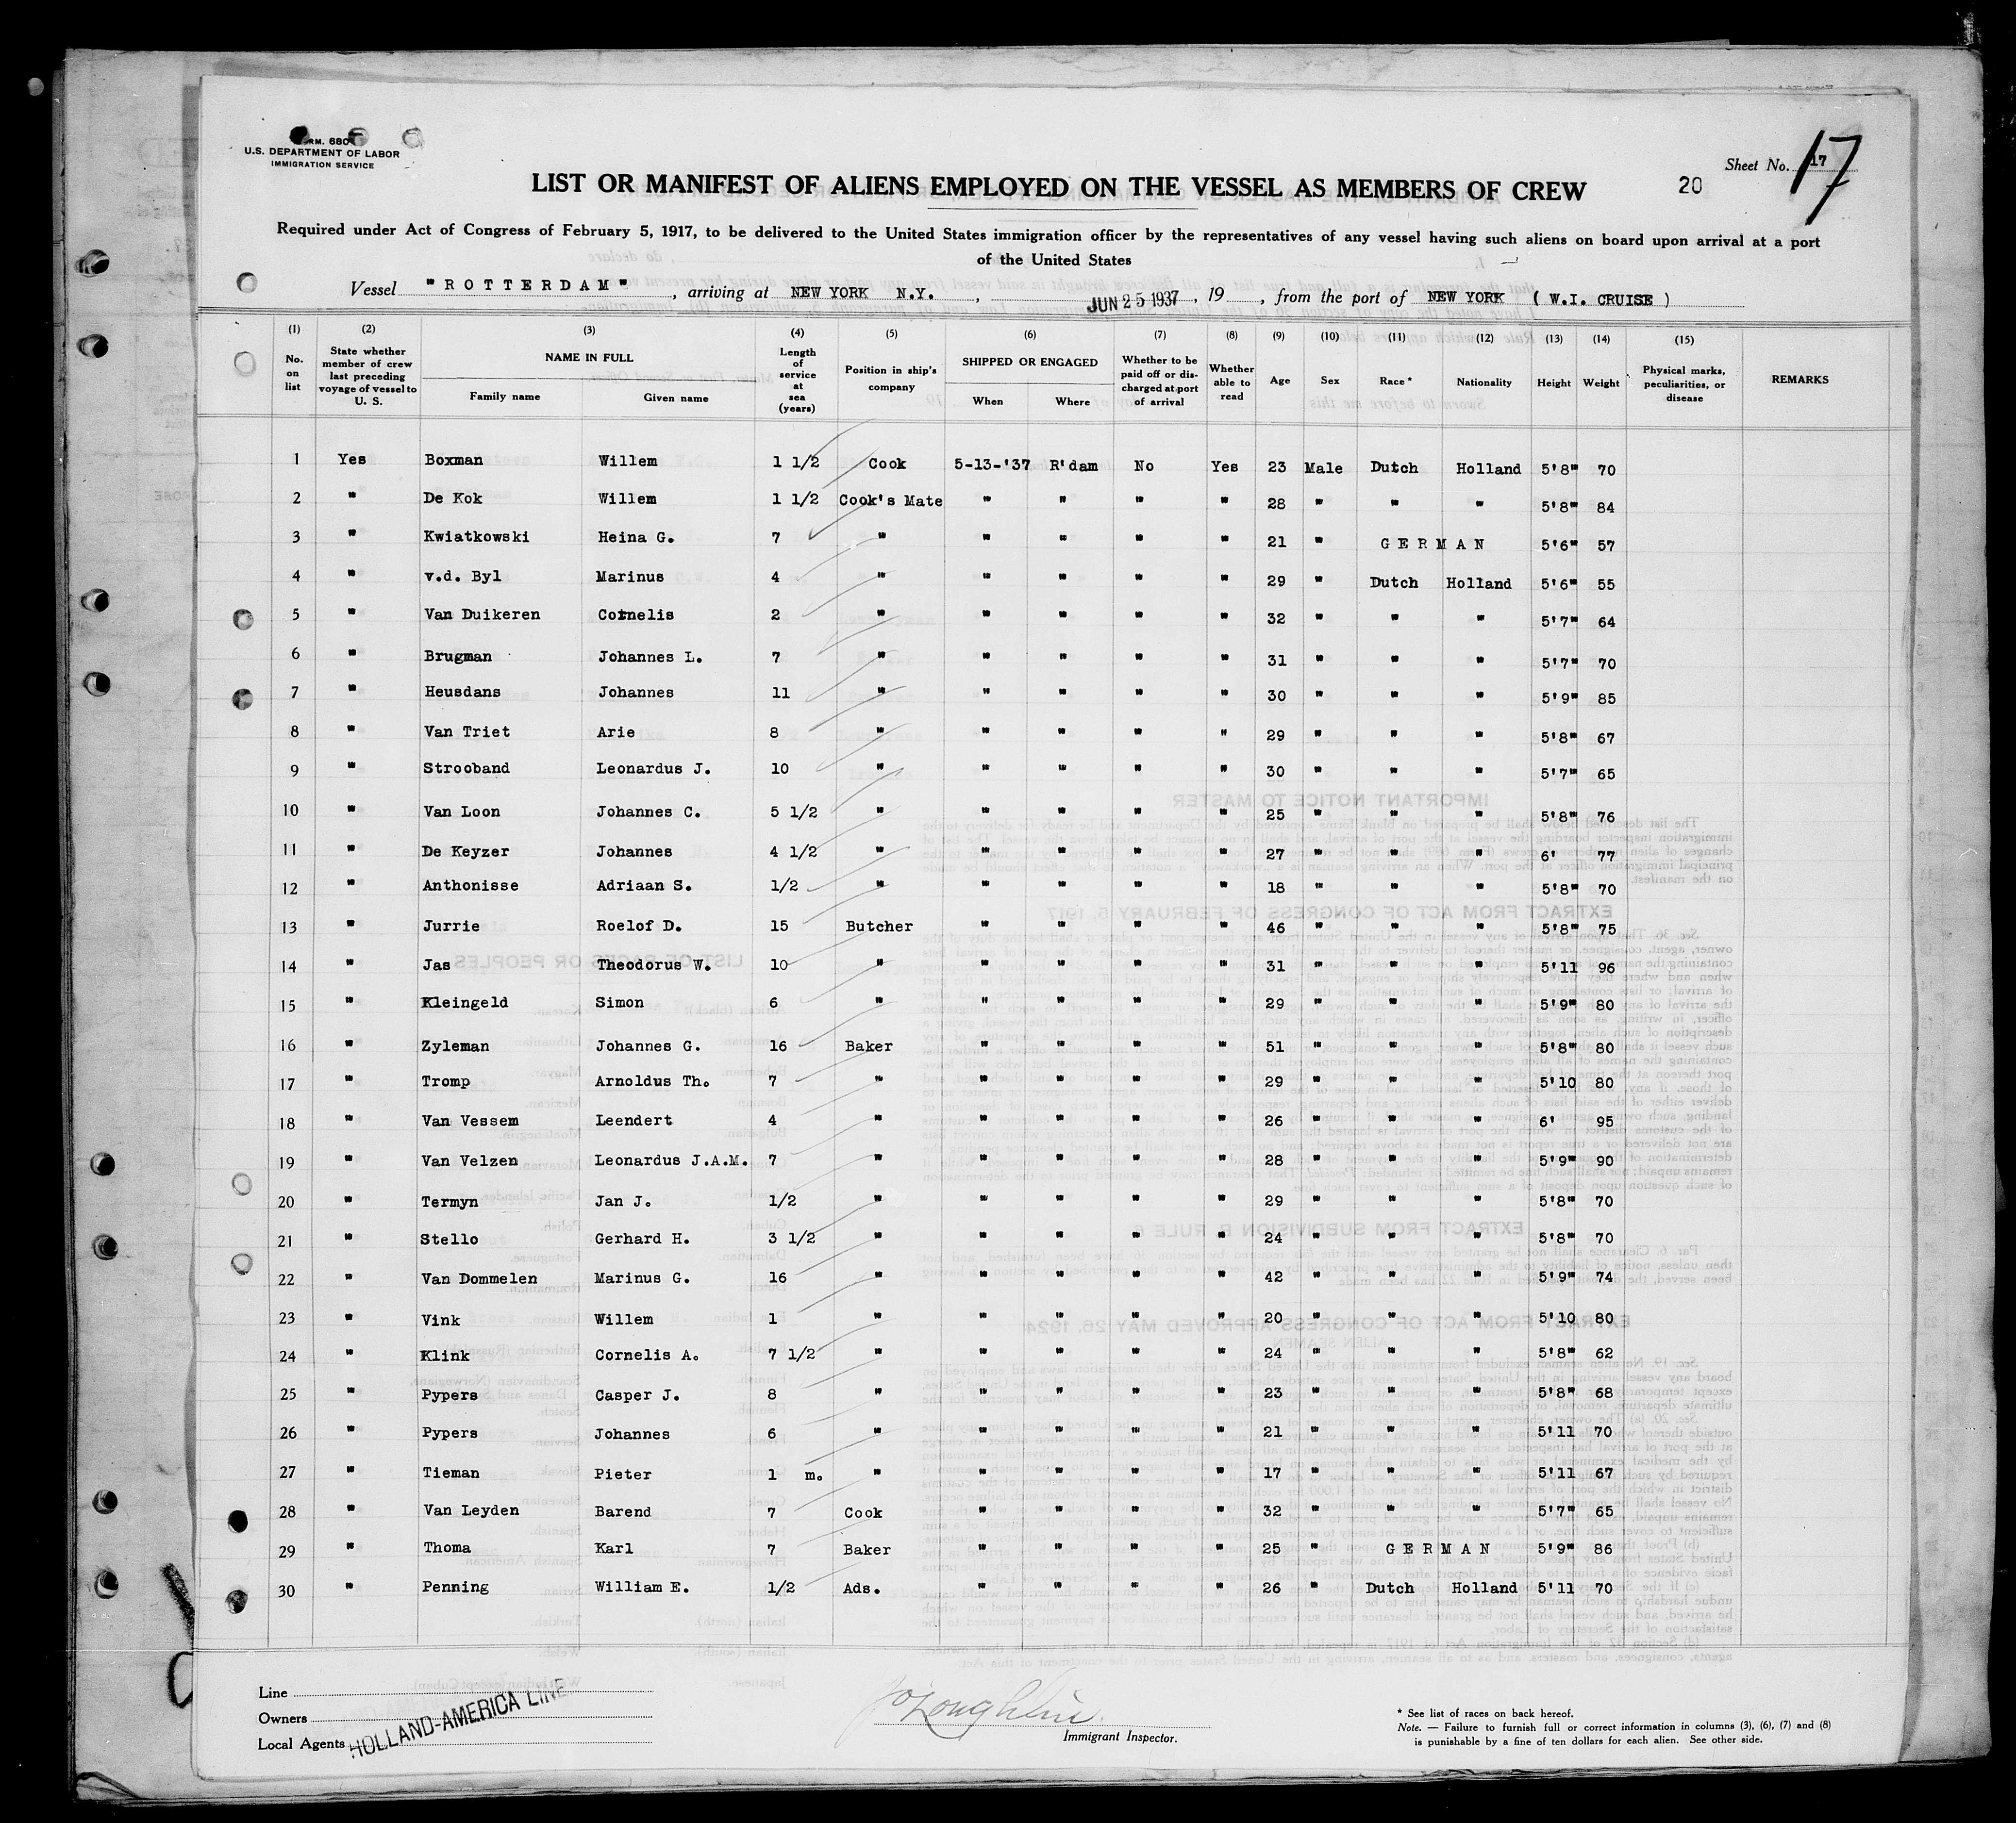 FORM. 680
U.S. DEPARTMENT OF LABOR
IMMIGRATION SERVICE
Sheet No. 17
17
20
LIST OR MANIFEST OF ALIENS EMPLOYED ON THE VESSEL AS MEMBERS OF CREW
Required under Act of Congress of February 5, 1917, to be delivered to the United States immigration officer by the representatives of any vessel having such aliens on board upon arrival at a port
of the United States
Vessel "ROTTERDAM", arriving at NEW YORK N.Y., JUN 25 1937, 19 , from the port of NEW YORK (W.I. CRUISE)
(1) No. on list (2) State whether member of crew last preceding voyage of vessel to U. S. (3) NAME IN FULL Family name Given name (4) Length of service at sea (years) (5) Position in ship's company (6) SHIPPED OR ENGAGED When Where (7) Whether to be paid off or discharged at port of arrival (8) Whether able to read (9) Age (10) Sex (11) Race* (12) Nationality (13) Height (14) Weight (15) Physical marks, peculiarities, or disease REMARKS
1 Yes Boxman Willem 1 1/2 Cook 5-13-'37 R'dam No Yes 23 Male Dutch Holland 5'8" 70
2 " De Kok Willem 1 1/2 Cook's Mate " " " " 28 " " " 5'8" 84
3 " Kwiatkowski Heina G. 7 " " " " " 21 " GERMAN 5'6" 57
4 " v.d. Byl Marinus 4 " " " " " 29 " Dutch Holland 5'6" 55
5 " Van Duikeren Cornelis 2 " " " " " 32 " " " 5'7" 64
6 " Brugman Johannes L. 7 " " " " " 31 " " " 5'7" 70
7 " Heusdans Johannes 11 " " " " " 30 " " " 5'9" 85
8 " Van Triet Arie 8 " " " " " 29 " " " 5'8" 67
9 " Strooband Leonardus J. 10 " " " " " 30 " " " 5'7" 65
10 " Van Loon Johannes C. 5 1/2 " " " " " 25 " " " 5'8" 76
11 " De Keyzer Johannes 4 1/2 " " " " " 27 " " " 6' 77
12 " Anthonisse Adriaan S. 1/2 " " " " " 18 " " " 5'8" 70
13 " Jurrie Roelof D. 15 Butcher " " " " 46 " " " 5'8" 75
14 " Jas Theodorus W. 10 " " " " " 31 " " " 5'11 96
15 " Kleingeld Simon 6 " " " " " 29 " " " 5'9" 80
16 " Zyleman Johannes G. 16 Baker " " " " 51 " " " 5'8" 80
17 " Tromp Arnoldus Th. 7 " " " " " 29 " " " 5'10 80
18 " Van Vessem Leendert 4 " " " " " 26 " " " 6' 95
19 " Van Velzen Leonardus J.A.M. 7 " " " " " 28 " " " 5'9" 90
20 " Termyn Jan J. 1/2 " " " " " 29 " " " 5'8" 70
21 " Stello Gerhard H. 3 1/2 " " " " " 24 " " " 5'8" 70
22 " Van Dommelen Marinus G. 16 " " " " " 42 " " " 5'9" 74
23 " Vink Willem 1 " " " " " 20 " " " 5'10 80
24 " Klink Cornelis A. 7 1/2 " " " " " 24 " " " 5'8" 62
25 " Pypers Casper J. 8 " " " " " 23 " " " 5'8" 68
26 " Pypers Johannes 6 " " " " " 21 " " " 5'11 70
27 " Tieman Pieter 1 m. " " " " " 17 " " " 5'11 67
28 " Van Leyden Barend 7 Cook " " " " 32 " " " 5'7" 65
29 " Thoma Karl 7 Baker " " " " 25 " GERMAN 5'9" 86
30 " Penning William E. 1/2 Ads. " " " " 26 " Dutch Holland 5'11 70
Line
Owners
Local Agents
HOLLAND-AMERICA LINE
Immigrant Inspector.
* See list of races on back hereof.
Note. — Failure to furnish full or correct information in columns (3), (6), (7) and (8)
is punishable by a fine of ten dollars for each alien. See other side.